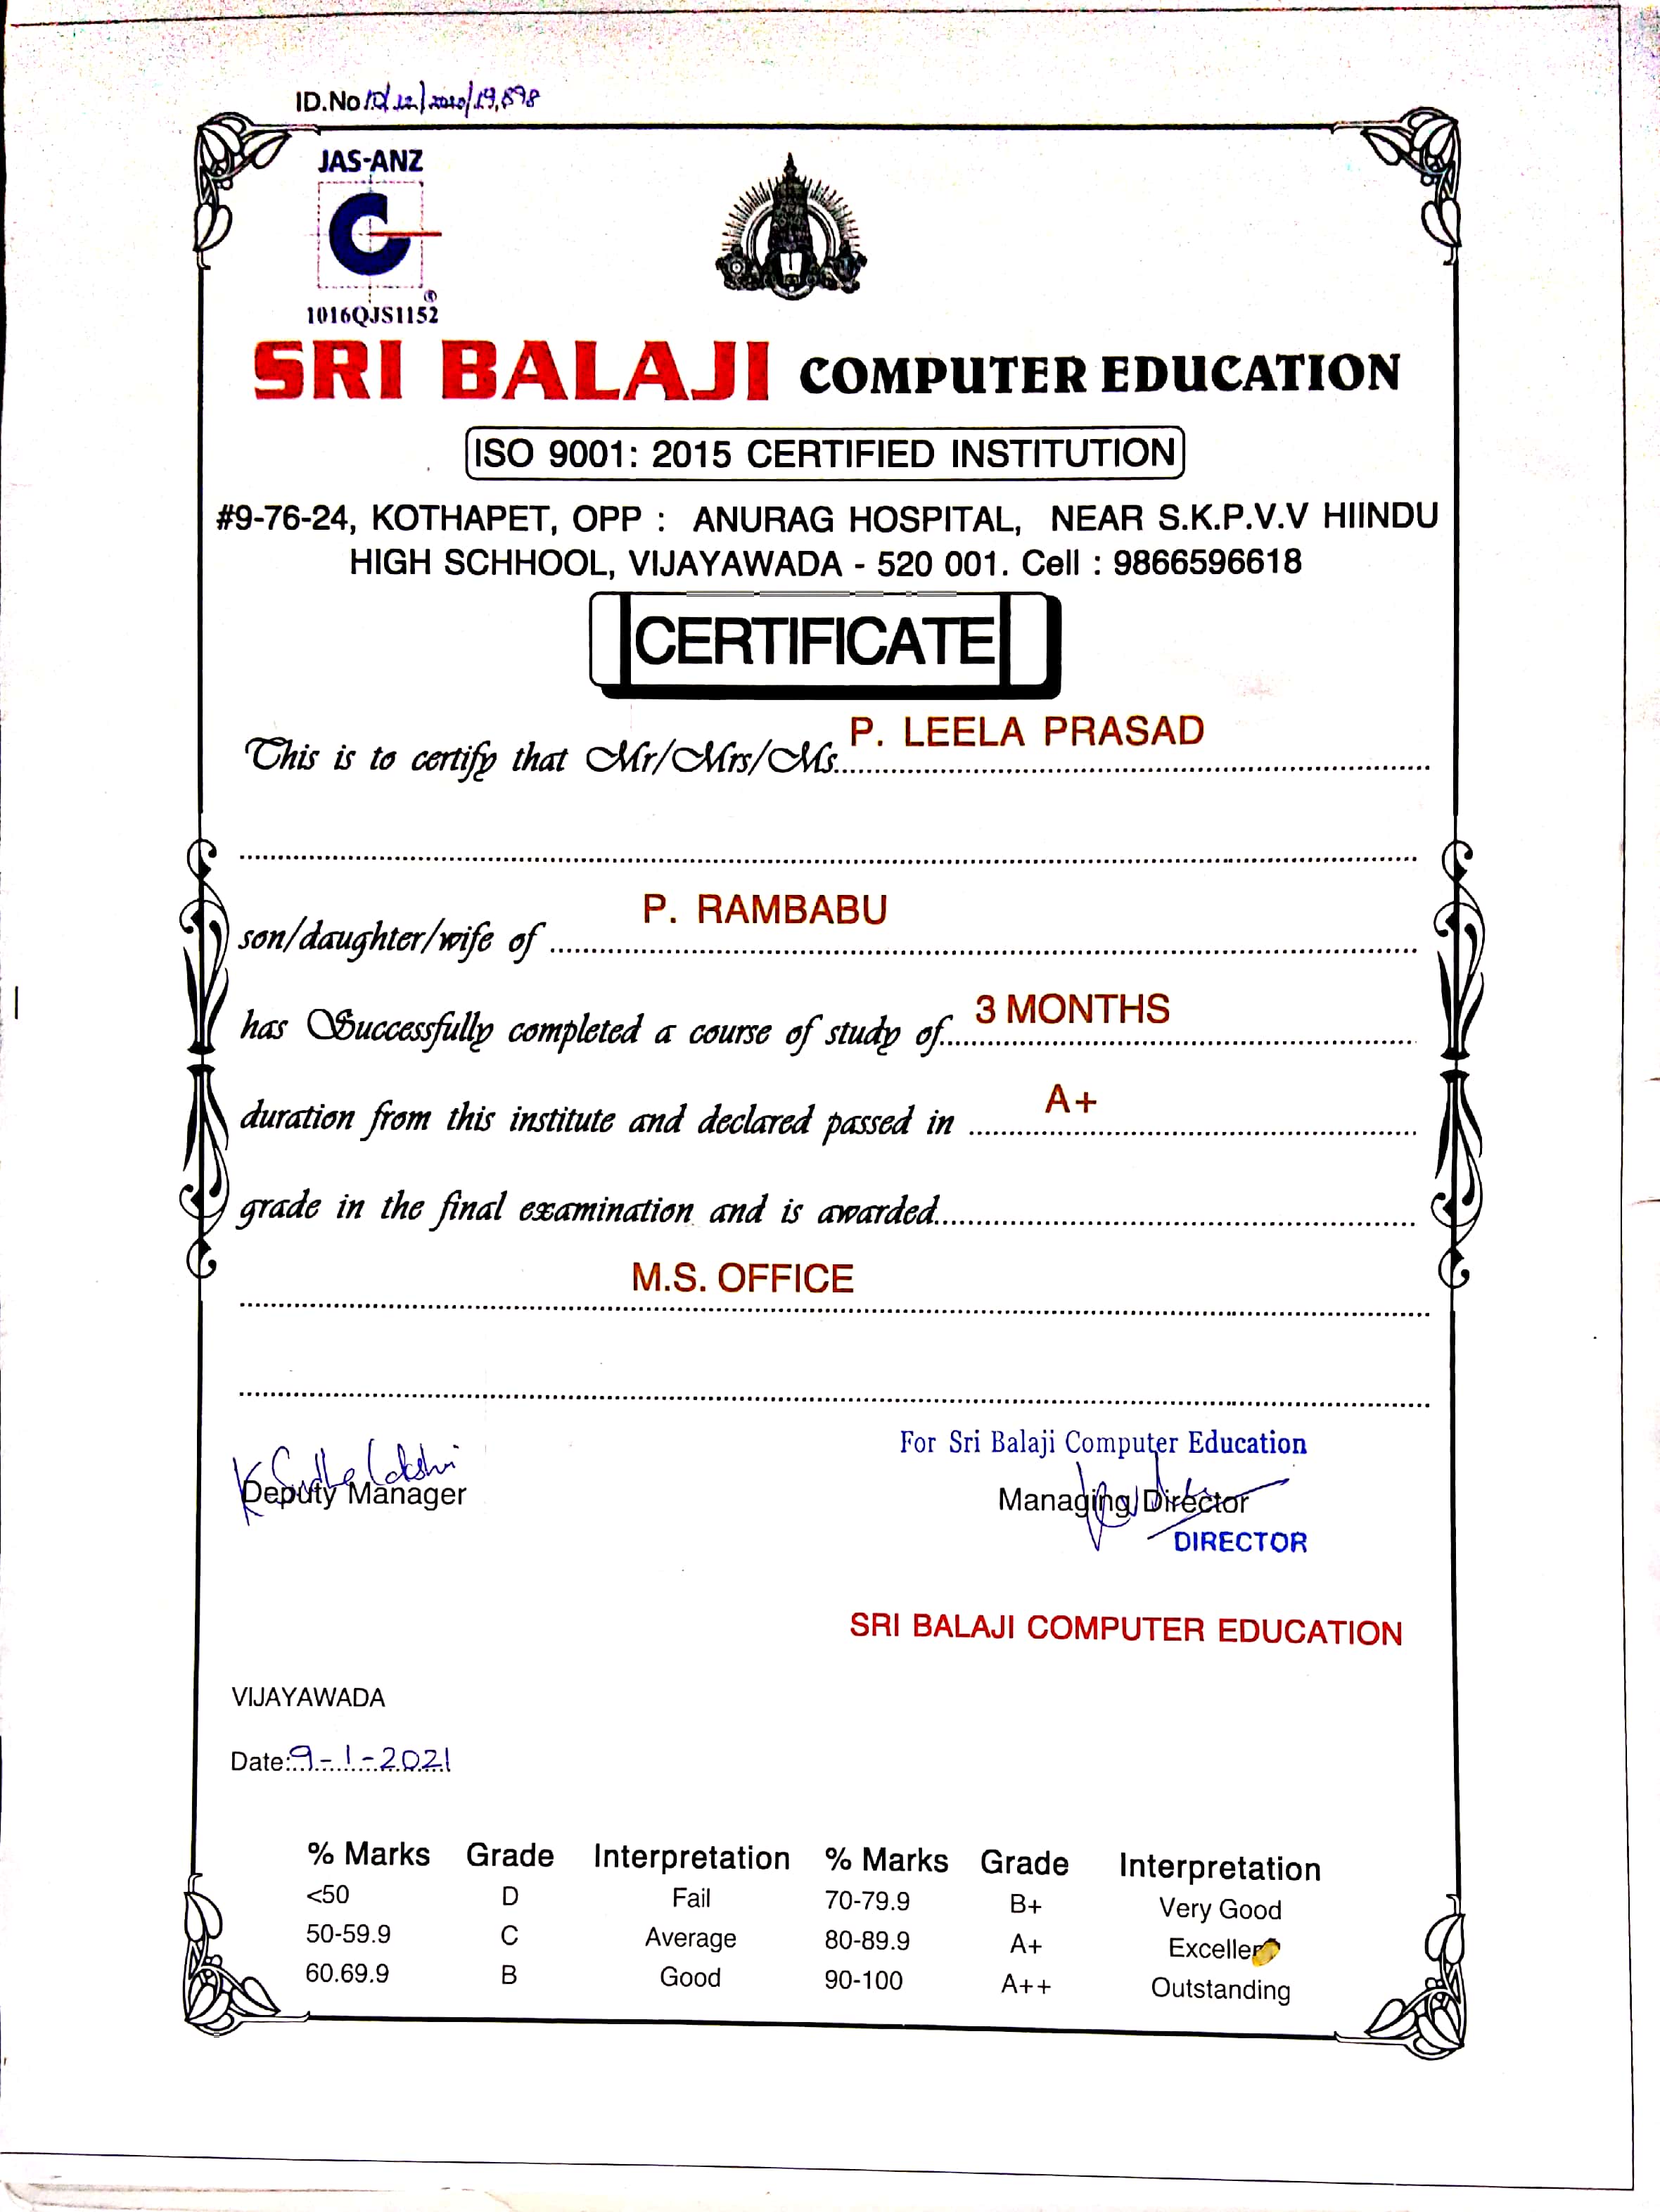 ID.No 10/12/2020/19,898
JAS-ANZ
®
1016QJS1152
SRI BALAJI COMPUTER EDUCATION
ISO 9001: 2015 CERTIFIED INSTITUTION
#9-76-24, KOTHAPET, OPP : ANURAG HOSPITAL, NEAR S.K.P.V.V HIINDU
HIGH SCHHOOL, VIJAYAWADA - 520 001. Cell : 9866596618
CERTIFICATE
This is to certify that Mr/Mrs/Ms. P. LEELA PRASAD
son/daughter/wife of P. RAMBABU
has Successfully completed a course of study of 3 MONTHS
duration from this institute and declared passed in A+
grade in the final examination and is awarded
M.S. OFFICE
For Sri Balaji Computer Education
Deputy Manager
Managing Director
DIRECTOR
SRI BALAJI COMPUTER EDUCATION
VIJAYAWADA
Date: 9-1-2021
% Marks Grade Interpretation % Marks Grade Interpretation
<50 D Fail 70-79.9 B+ Very Good
50-59.9 C Average 80-89.9 A+
60.69.9 B Good 90-100 A++ Outstanding